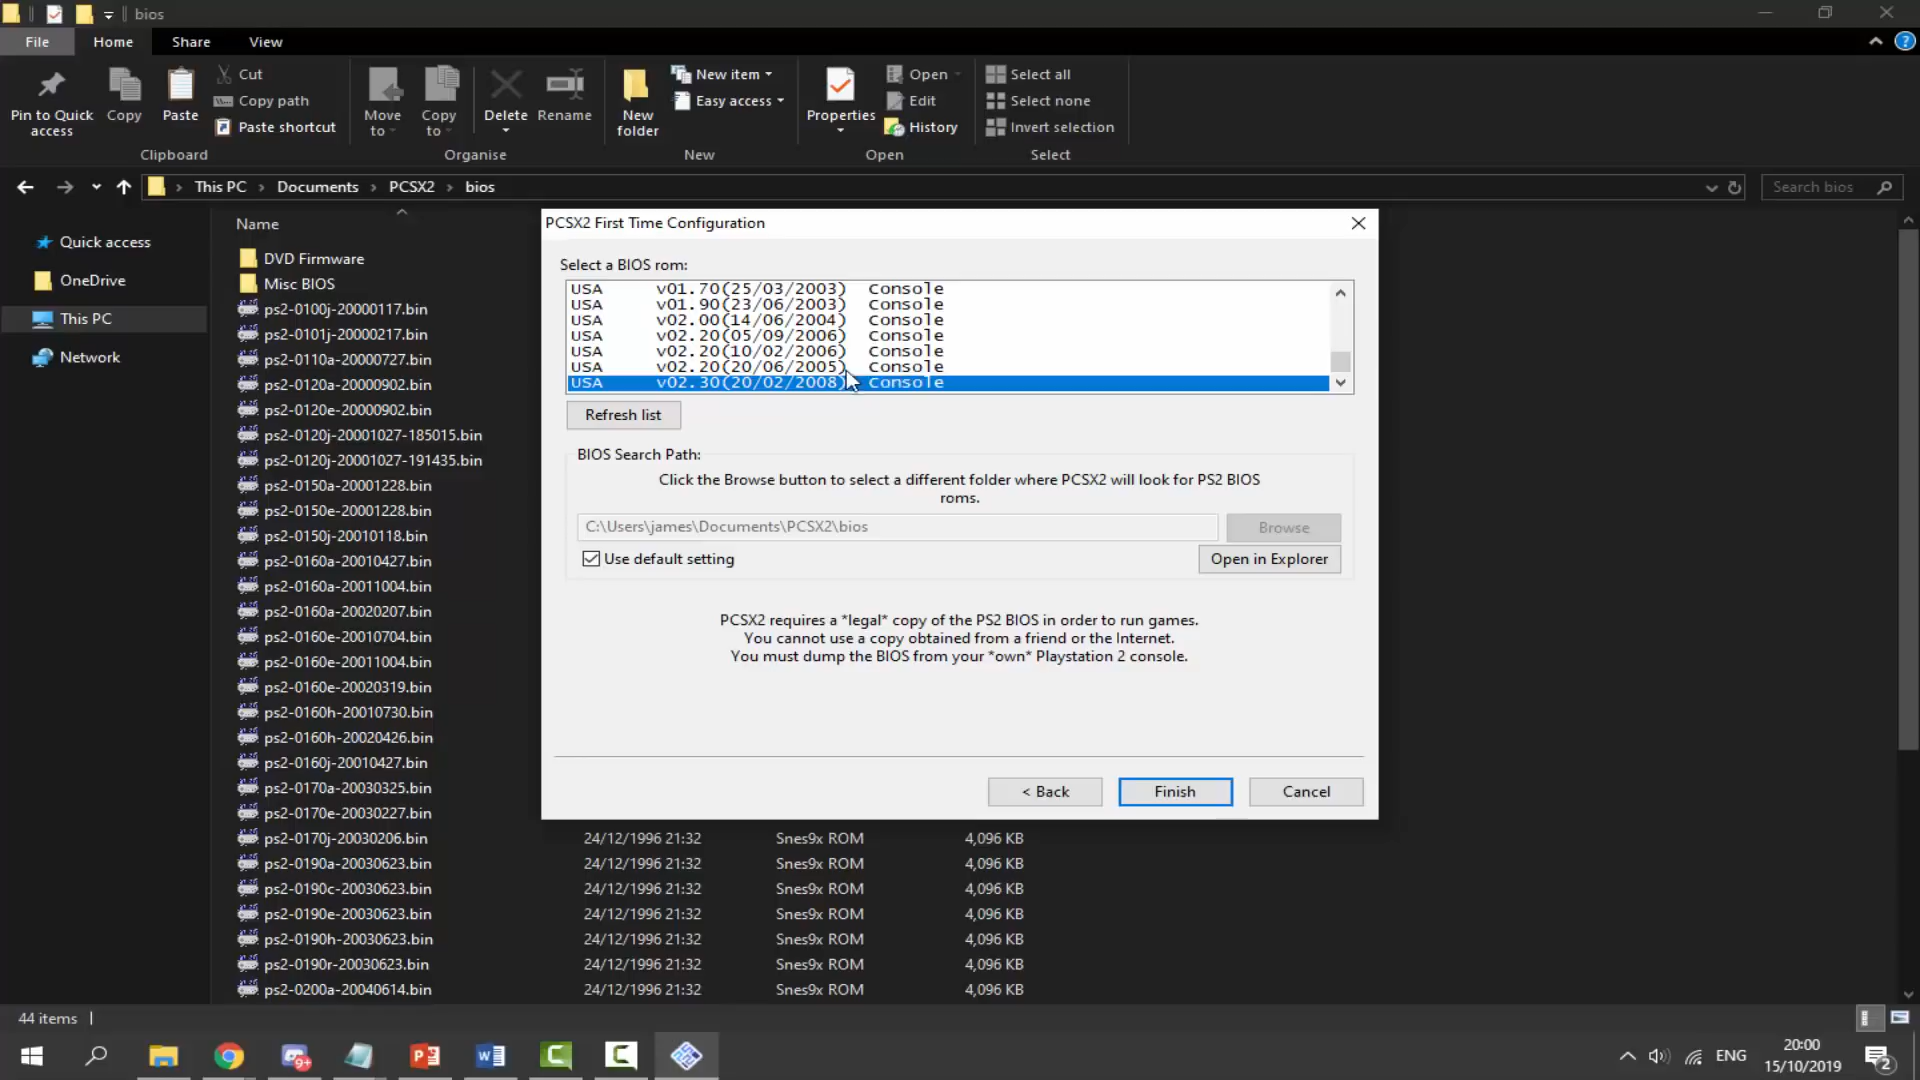 bios
File
Home
Share
View
Pin to Quick access
Copy
Paste
Cut
Copy path
Paste shortcut
Clipboard
Move to
Copy to
Delete
Rename
Organise
New folder
New item
Easy access
New
Properties
Open
Edit
History
Open
Select all
Select none
Invert selection
Select
This PC > Documents > PCSX2 > bios
Search bios
Quick access
OneDrive
This PC
Network
Name
DVD Firmware
Misc BIOS
ps2-0100j-20000117.bin
ps2-0101j-20000217.bin
ps2-0110a-20000727.bin
ps2-0120a-20000902.bin
ps2-0120e-20000902.bin
ps2-0120j-20001027-185015.bin
ps2-0120j-20001027-191435.bin
ps2-0150a-20001228.bin
ps2-0150e-20001228.bin
ps2-0150j-20010118.bin
ps2-0160a-20010427.bin
ps2-0160a-20011004.bin
ps2-0160a-20020207.bin
ps2-0160e-20010704.bin
ps2-0160e-20011004.bin
ps2-0160e-20020319.bin
ps2-0160h-20010730.bin
ps2-0160h-20020426.bin
ps2-0160j-20010427.bin
ps2-0170a-20030325.bin
ps2-0170e-20030227.bin
ps2-0170j-20030206.bin 24/12/1996 21:32 Snes9x ROM 4,096 KB
ps2-0190a-20030623.bin 24/12/1996 21:32 Snes9x ROM 4,096 KB
ps2-0190c-20030623.bin 24/12/1996 21:32 Snes9x ROM 4,096 KB
ps2-0190e-20030623.bin 24/12/1996 21:32 Snes9x ROM 4,096 KB
ps2-0190h-20030623.bin 24/12/1996 21:32 Snes9x ROM 4,096 KB
ps2-0190r-20030623.bin 24/12/1996 21:32 Snes9x ROM 4,096 KB
ps2-0200a-20040614.bin 24/12/1996 21:32 Snes9x ROM 4,096 KB
PCSX2 First Time Configuration
Select a BIOS rom:
USA v01.70(25/03/2003) Console
USA v01.90(23/06/2003) Console
USA v02.00(14/06/2004) Console
USA v02.20(05/09/2006) Console
USA v02.20(10/02/2006) Console
USA v02.20(20/06/2005) Console
USA v02.30(20/02/2008) Console
Refresh list
BIOS Search Path:
Click the Browse button to select a different folder where PCSX2 will look for PS2 BIOS
roms.
C:\Users\james\Documents\PCSX2\bios
Browse
Use default setting
Open in Explorer
PCSX2 requires a *legal* copy of the PS2 BIOS in order to run games.
You cannot use a copy obtained from a friend or the Internet.
You must dump the BIOS from your *own* Playstation 2 console.
< Back
Finish
Cancel
44 items
9+
ENG
20:00
15/10/2019
2